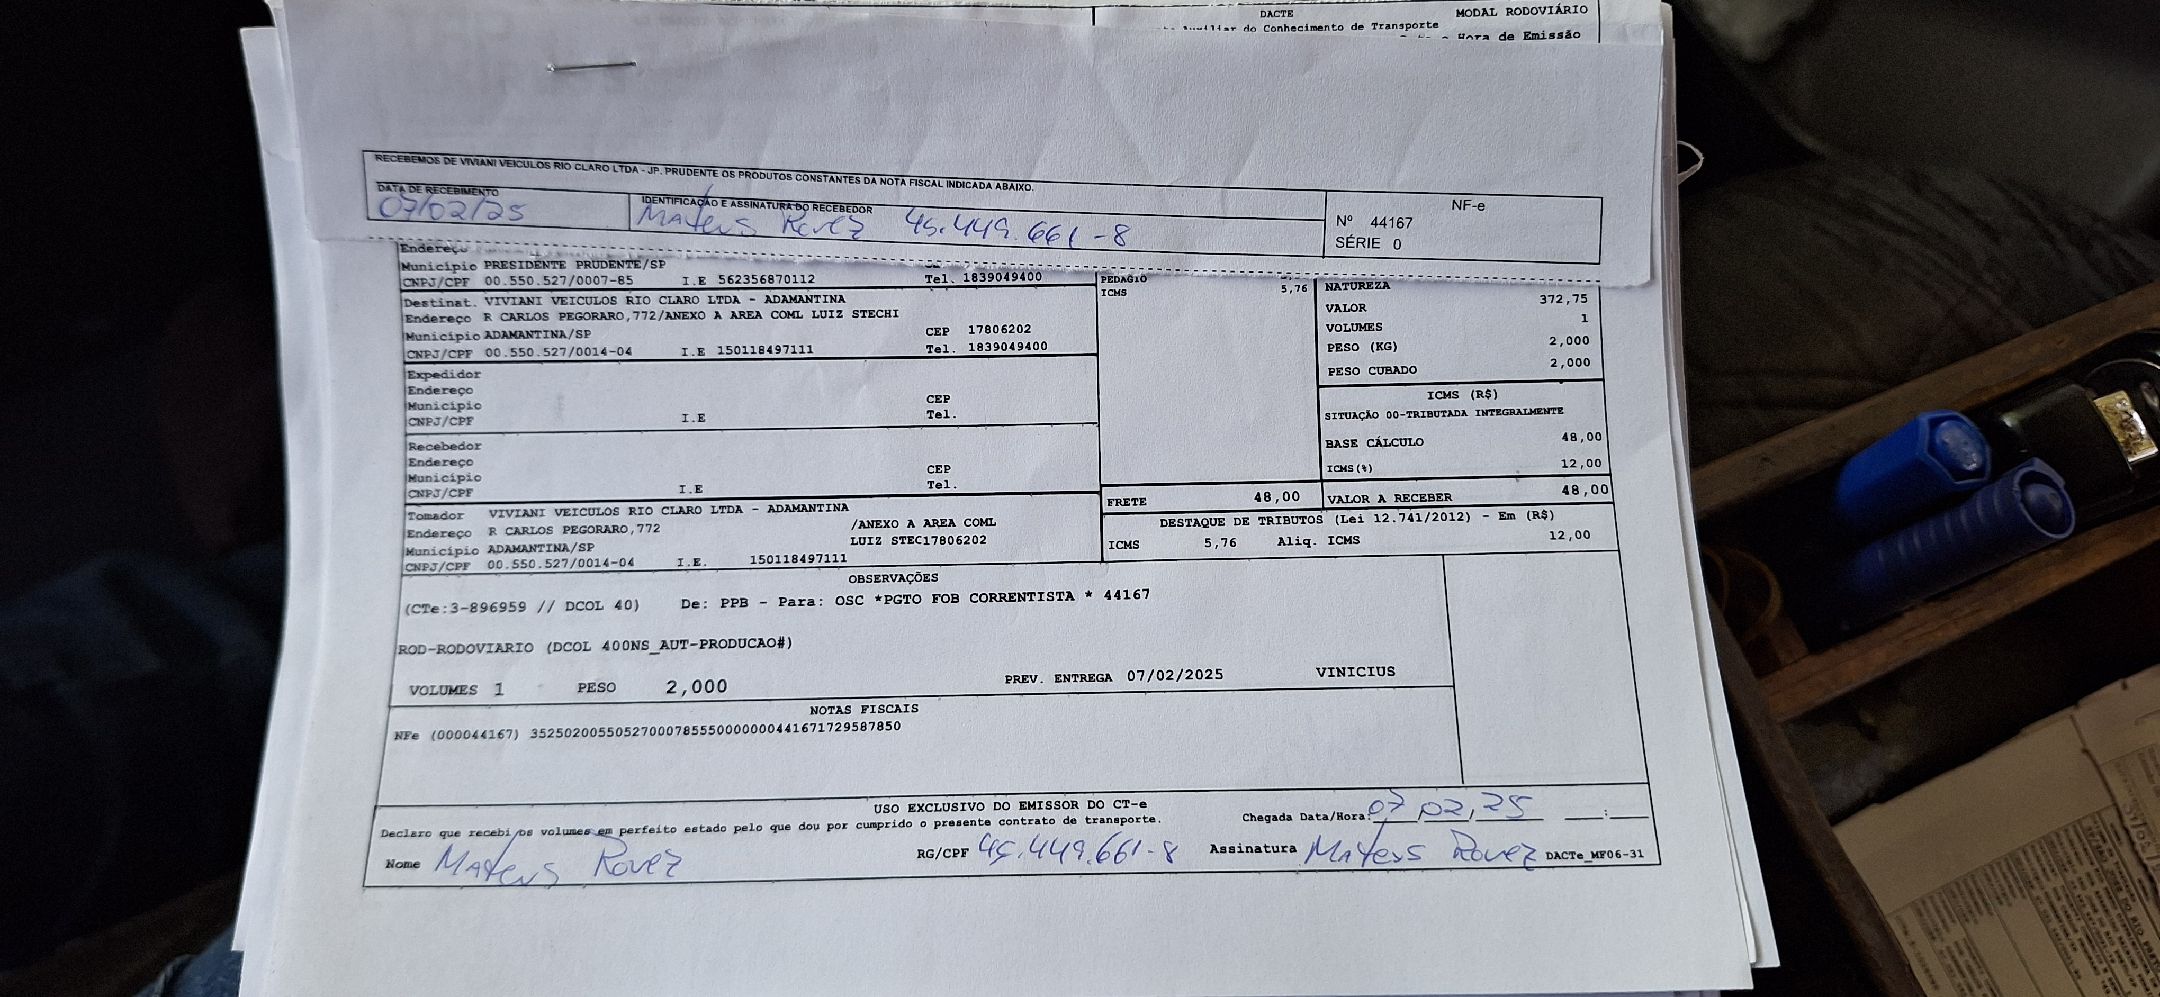 DACTE MODAL RODOVIÁRIO
Auxiliar do Conhecimento de Transporte
Hora de Emissão
RECEBEMOS DE VIVIANI VEICULOS RIO CLARO LTDA - JP. PRUDENTE OS PRODUTOS CONSTANTES DA NOTA FISCAL INDICADA ABAIXO.
DATA DE RECEBIMENTO
07/02/25
IDENTIFICAÇÃO E ASSINATURA DO RECEBEDOR
Mateus Rovez 45.449.661-8
NF-e
Nº 44167
SÉRIE 0
Endereço
Município PRESIDENTE PRUDENTE/SP
CNPJ/CPF 00.550.527/0007-85 I.E 562356870112 Tel. 1839049400
Destinat. VIVIANI VEICULOS RIO CLARO LTDA - ADAMANTINA
Endereço R CARLOS PEGORARO,772/ANEXO A AREA COML LUIZ STECHI
Município ADAMANTINA/SP CEP 17806202
CNPJ/CPF 00.550.527/0014-04 I.E 150118497111 Tel. 1839049400
Expedidor
Endereço
Município CEP
CNPJ/CPF I.E Tel.
Recebedor
Endereço
Município CEP
CNPJ/CPF I.E Tel.
Tomador VIVIANI VEICULOS RIO CLARO LTDA - ADAMANTINA
Endereço R CARLOS PEGORARO,772 /ANEXO A AREA COML
Município ADAMANTINA/SP LUIZ STEC17806202
CNPJ/CPF 00.550.527/0014-04 I.E. 150118497111
PEDAGIO
ICMS 5,76
FRETE 48,00
NATUREZA
VALOR 372,75
VOLUMES 1
PESO (KG) 2,000
PESO CUBADO 2,000
ICMS (R$)
SITUAÇÃO 00-TRIBUTADA INTEGRALMENTE
BASE CÁLCULO 48,00
ICMS(%) 12,00
VALOR A RECEBER 48,00
DESTAQUE DE TRIBUTOS (Lei 12.741/2012) - Em (R$)
ICMS 5,76 Aliq. ICMS 12,00
OBSERVAÇÕES
(CTe:3-896959 // DCOL 40) De: PPB - Para: OSC *PGTO FOB CORRENTISTA * 44167
ROD-RODOVIARIO (DCOL 400NS_AUT-PRODUCAO#)
VOLUMES 1 PESO 2,000 PREV. ENTREGA 07/02/2025 VINICIUS
NOTAS FISCAIS
NFe (000044167) 35250200550527000785550000000441671729587850
USO EXCLUSIVO DO EMISSOR DO CT-e
Declaro que recebi os volumes em perfeito estado pelo que dou por cumprido o presente contrato de transporte. Chegada Data/Hora: 07 02, 25 :
Nome Mateus Rovez RG/CPF 45.449.661-8 Assinatura Mateus Rovez DACTe_MF06-31